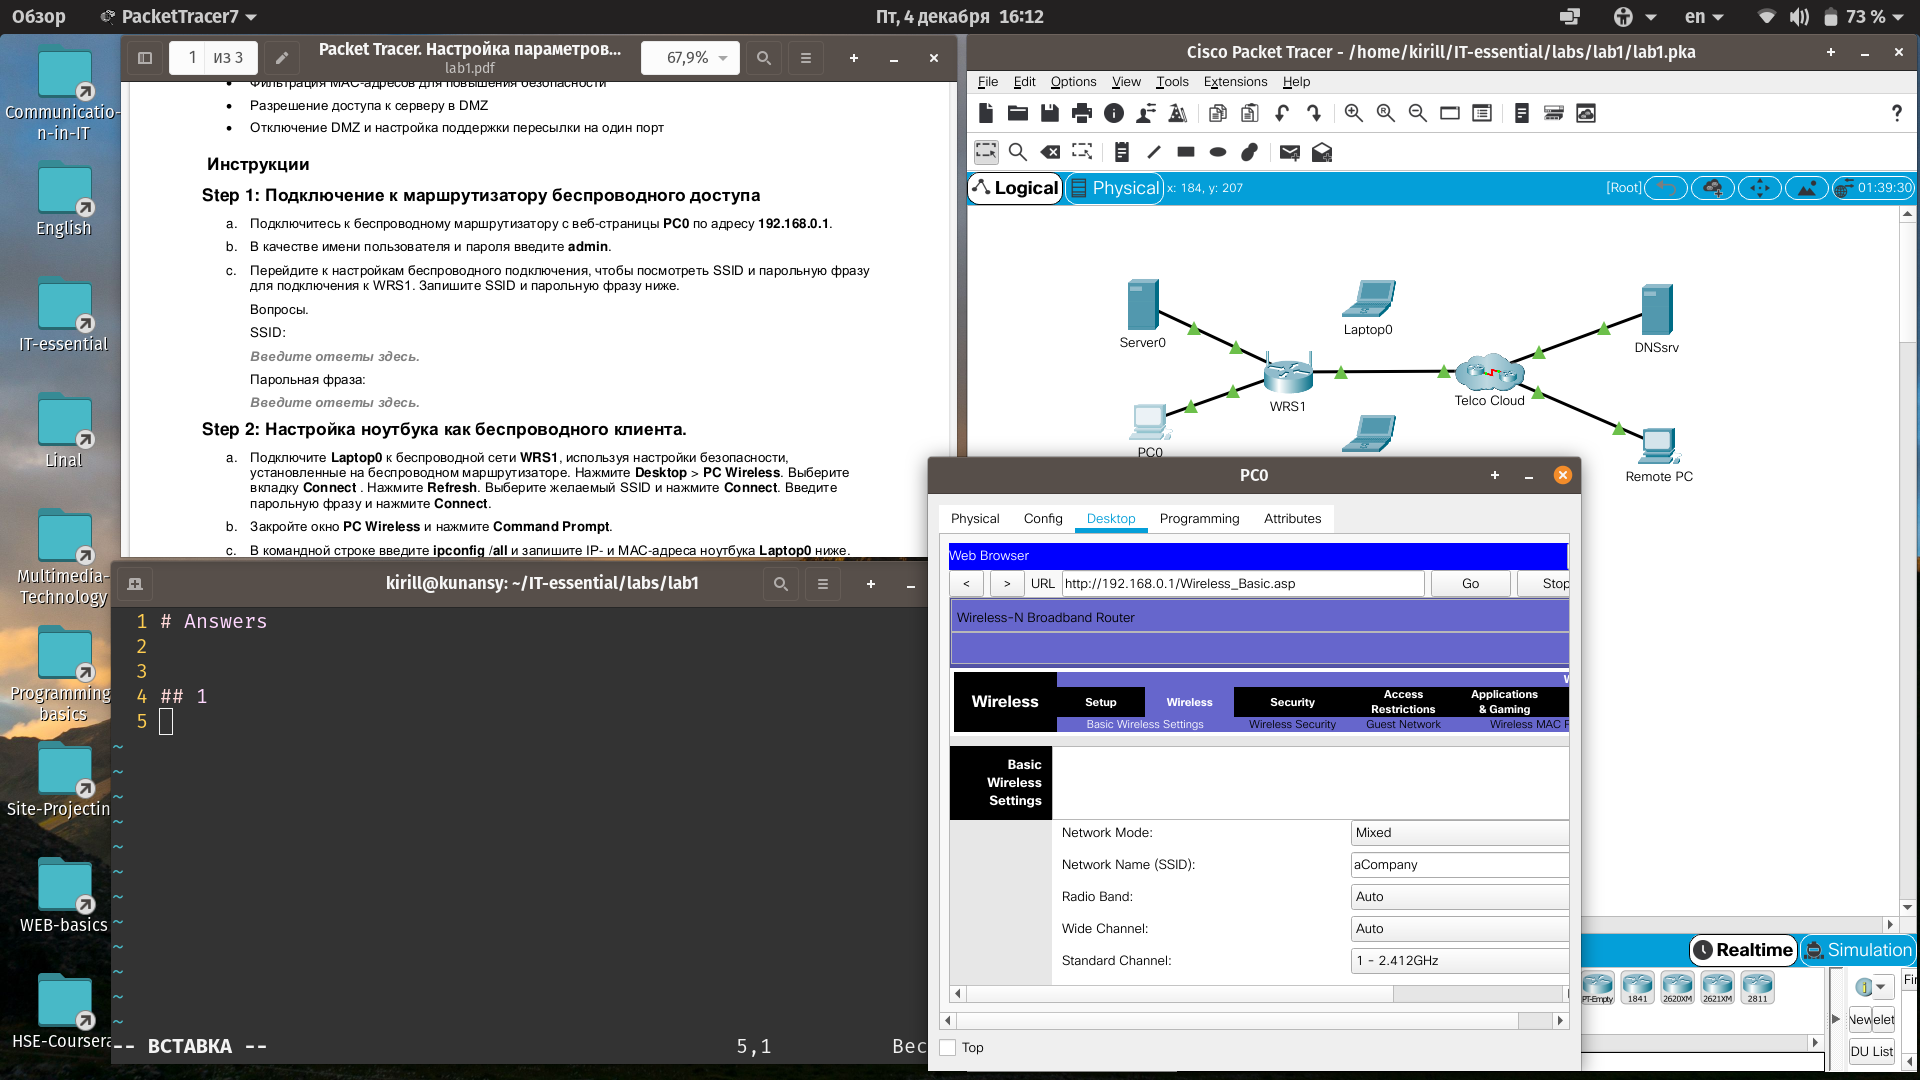 Обзор
PacketTracer7
Пт, 4 декабря 16:12
en
73 %
Communicatio-
n-in-IT
English
IT-essential
Linal
Multimedia-
Technology
Programming
basics
Site-Projectin
WEB-basics
HSE-Coursera
1 из 3
Packet Tracer. Настройка параметров...
lab1.pdf
67,9%
Фильтрация MAC-адресов для повышения безопасности
• Разрешение доступа к серверу в DMZ
• Отключение DMZ и настройка поддержки пересылки на один порт
Инструкции
Step 1: Подключение к маршрутизатору беспроводного доступа
a. Подключитесь к беспроводному маршрутизатору с веб-страницы PC0 по адресу 192.168.0.1.
b. В качестве имени пользователя и пароля введите admin.
c. Перейдите к настройкам беспроводного подключения, чтобы посмотреть SSID и парольную фразу
для подключения к WRS1. Запишите SSID и парольную фразу ниже.
Вопросы.
SSID:
Введите ответы здесь.
Парольная фраза:
Введите ответы здесь.
Step 2: Настройка ноутбука как беспроводного клиента.
a. Подключите Laptop0 к беспроводной сети WRS1, используя настройки безопасности,
установленные на беспроводном маршрутизаторе. Нажмите Desktop > PC Wireless. Выберите
вкладку Connect . Нажмите Refresh. Выберите желаемый SSID и нажмите Connect. Введите
парольную фразу и нажмите Connect.
b. Закройте окно PC Wireless и нажмите Command Prompt.
c. В командной строке введите ipconfig /all и запишите IP- и MAC-адреса ноутбука Laptop0 ниже.
kirill@kunansy: ~/IT-essential/labs/lab1
1 # Answers
2
3
4 ## 1
5
~
~
~
~
~
~
~
~
~
~
~
~
-- ВСТАВКА --
5,1
Вес
Cisco Packet Tracer - /home/kirill/IT-essential/labs/lab1/lab1.pka
File Edit Options View Tools Extensions Help
?
Logical
Physical
x: 184, y: 207
[Root]
01:39:30
Server0
Laptop0
DNSsrv
WRS1
Telco Cloud
PC0
Remote PC
PC0
Physical Config Desktop Programming Attributes
Web Browser
< > URL http://192.168.0.1/Wireless_Basic.asp Go Stop
Wireless-N Broadband Router
W
Wireless
Setup Wireless Security Access Restrictions Applications & Gaming
Basic Wireless Settings Wireless Security Guest Network Wireless MAC F
Basic
Wireless
Settings
Network Mode: Mixed
Network Name (SSID): aCompany
Radio Band: Auto
Wide Channel: Auto
Standard Channel: 1 - 2.412GHz
Top
Realtime
Simulation
PT-Empty 1841 2620XM 2621XM 2811
Fir
New elet
DU List